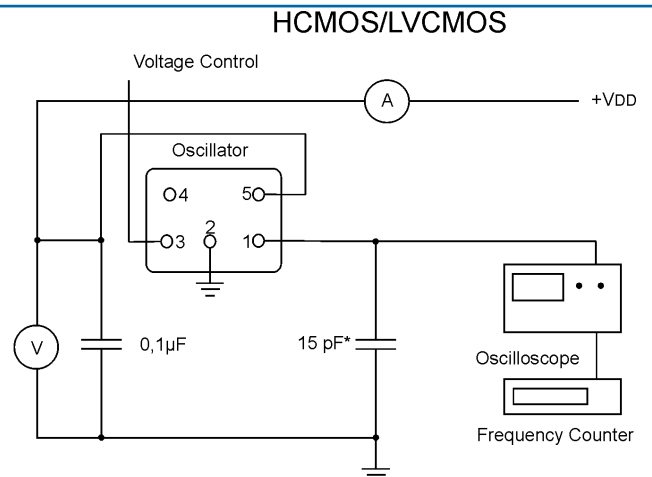 HCMOS/LVCMOS
Voltage Control
A
+VDD
Oscillator
4
5
3
2
1
V
0,1µF
15 pF*
Oscilloscope
Frequency Counter